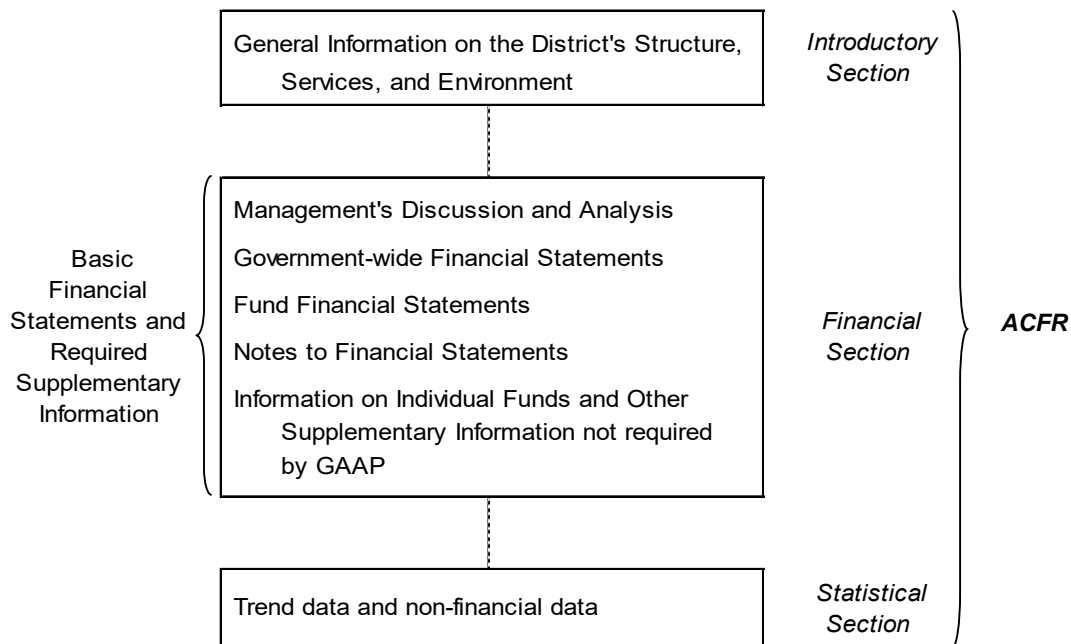 General Information on the District's Structure,
Services, and Environment
Introductory
Section
Basic
Financial
Statements and
Required
Supplementary
Information
Management's Discussion and Analysis
Government-wide Financial Statements
Fund Financial Statements
Notes to Financial Statements
Information on Individual Funds and Other
Supplementary Information not required
by GAAP
Financial
Section
ACFR
Trend data and non-financial data
Statistical
Section